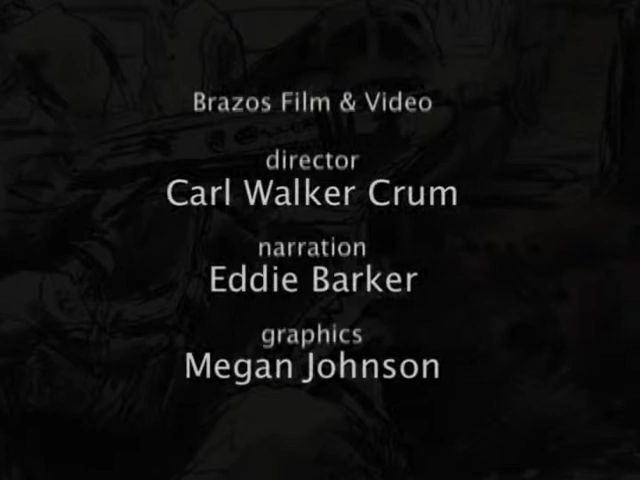 Brazos Film & Video
director
Carl Walker Crum
narration
Eddie Barker
graphics
Megan Johnson